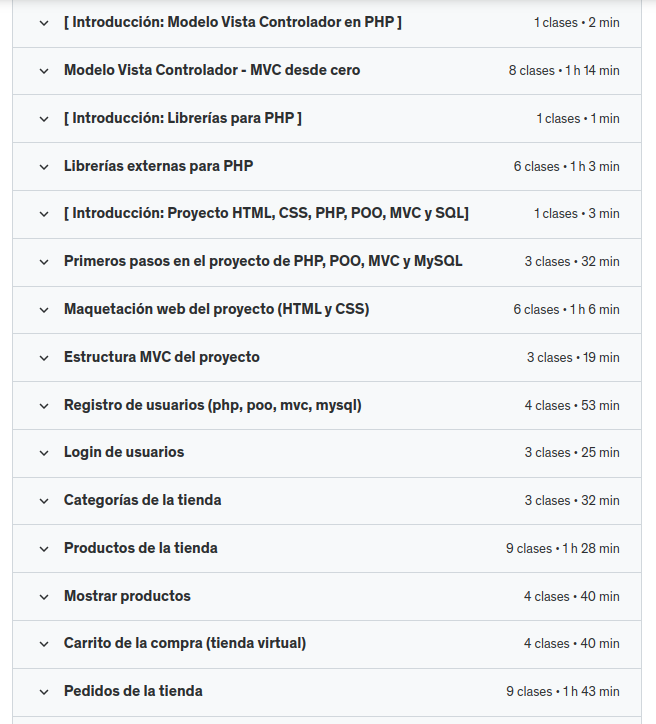 [ Introducción: Modelo Vista Controlador en PHP ] 1 clases • 2 min
Modelo Vista Controlador - MVC desde cero 8 clases • 1 h 14 min
[ Introducción: Librerías para PHP ] 1 clases • 1 min
Librerías externas para PHP 6 clases • 1 h 3 min
[ Introducción: Proyecto HTML, CSS, PHP, POO, MVC y SQL] 1 clases • 3 min
Primeros pasos en el proyecto de PHP, POO, MVC y MySQL 3 clases • 32 min
Maquetación web del proyecto (HTML y CSS) 6 clases • 1 h 6 min
Estructura MVC del proyecto 3 clases • 19 min
Registro de usuarios (php, poo, mvc, mysql) 4 clases • 53 min
Login de usuarios 3 clases • 25 min
Categorías de la tienda 3 clases • 32 min
Productos de la tienda 9 clases • 1 h 28 min
Mostrar productos 4 clases • 40 min
Carrito de la compra (tienda virtual) 4 clases • 40 min
Pedidos de la tienda 9 clases • 1 h 43 min